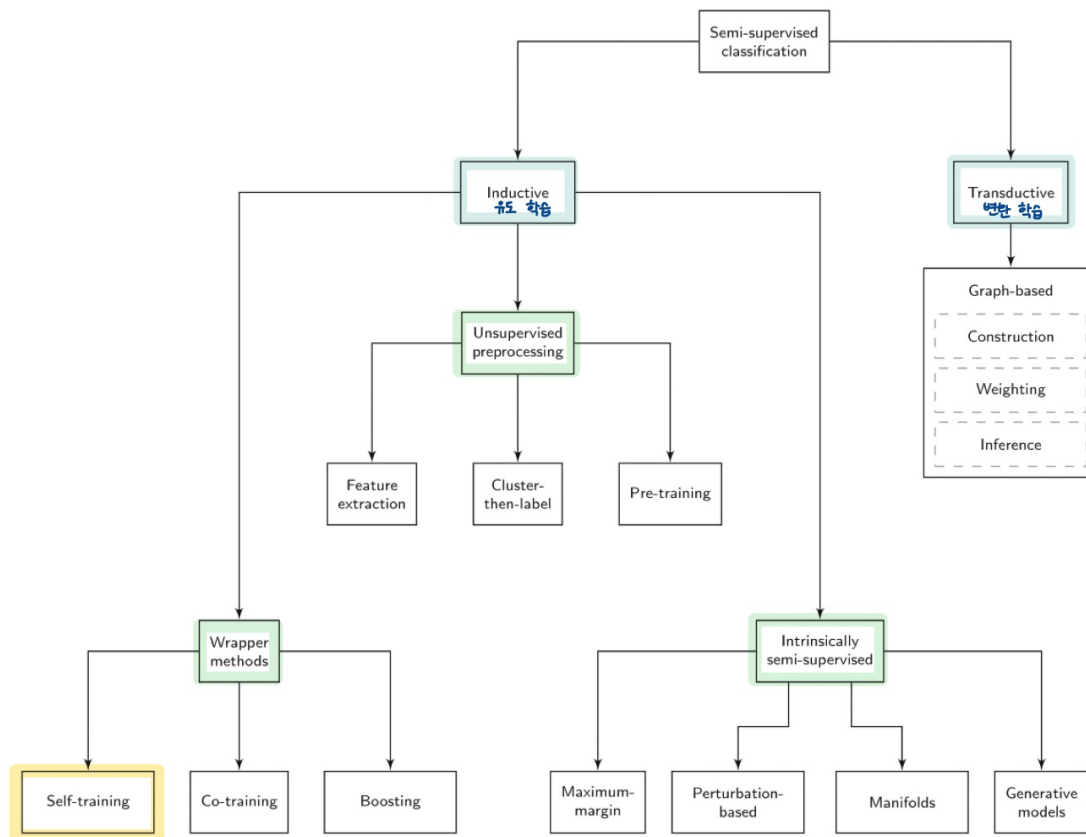 Semi-supervised
classification
Inductive
유도 학습
Transductive
변환 학습
Graph-based
Construction
Weighting
Inference
Unsupervised
preprocessing
Feature
extraction
Cluster-
then-label
Pre-training
Wrapper
methods
Intrinsically
semi-supervised
Self-training
Co-training
Boosting
Maximum-
margin
Perturbation-
based
Manifolds
Generative
models